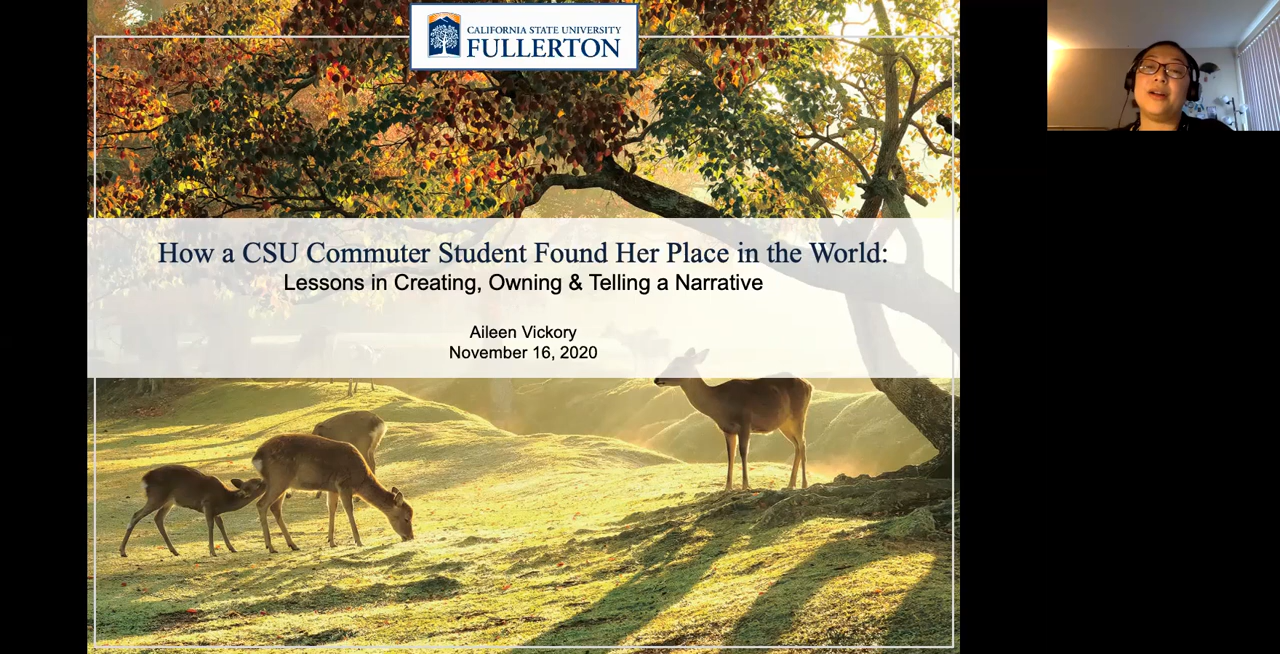 CALIFORNIA STATE UNIVERSITY
FULLERTON
How a CSU Commuter Student Found Her Place in the World:
Lessons in Creating, Owning & Telling a Narrative
Aileen Vickory
November 16, 2020